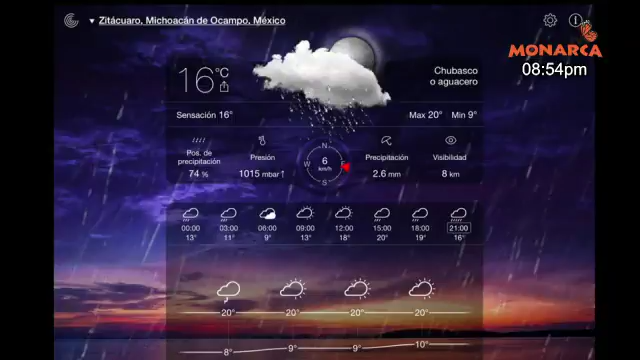 Zitácuaro, Michoacán de Ocampo, México
MONARCA
08:54pm
16°C
Chubasco
o aguacero
Sensación 16°
Max 20° Min 9°
Pos. de
precipitación
74 %
Presión
1015 mbar↑
N
W E
S
6
km/h
Precipitación
2.6 mm
Visibilidad
8 km
00:00 03:00 06:00 09:00 12:00 15:00 18:00 21:00
13° 11° 9° 13° 18° 20° 19° 16°
20° 20° 20° 20°
8° 9° 9° 10°